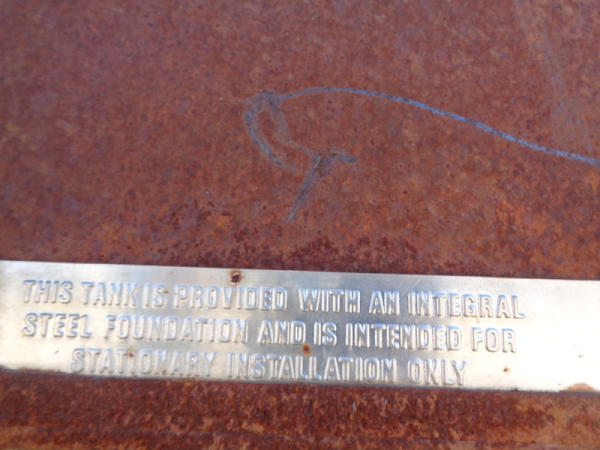 THIS TANK IS PROVIDED WITH AN INTEGRAL
STEEL FOUNDATION AND IS INTENDED FOR
STATIONARY INSTALLATION ONLY